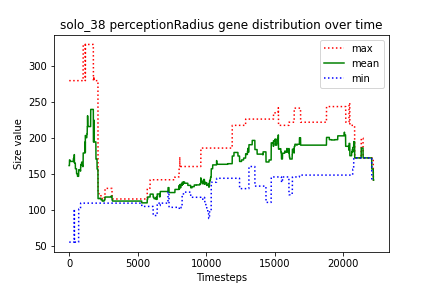 solo_38 perceptionRadius gene distribution over time
max
mean
min
Size value
300
250
200
150
100
50
0
5000
10000
15000
20000
Timesteps